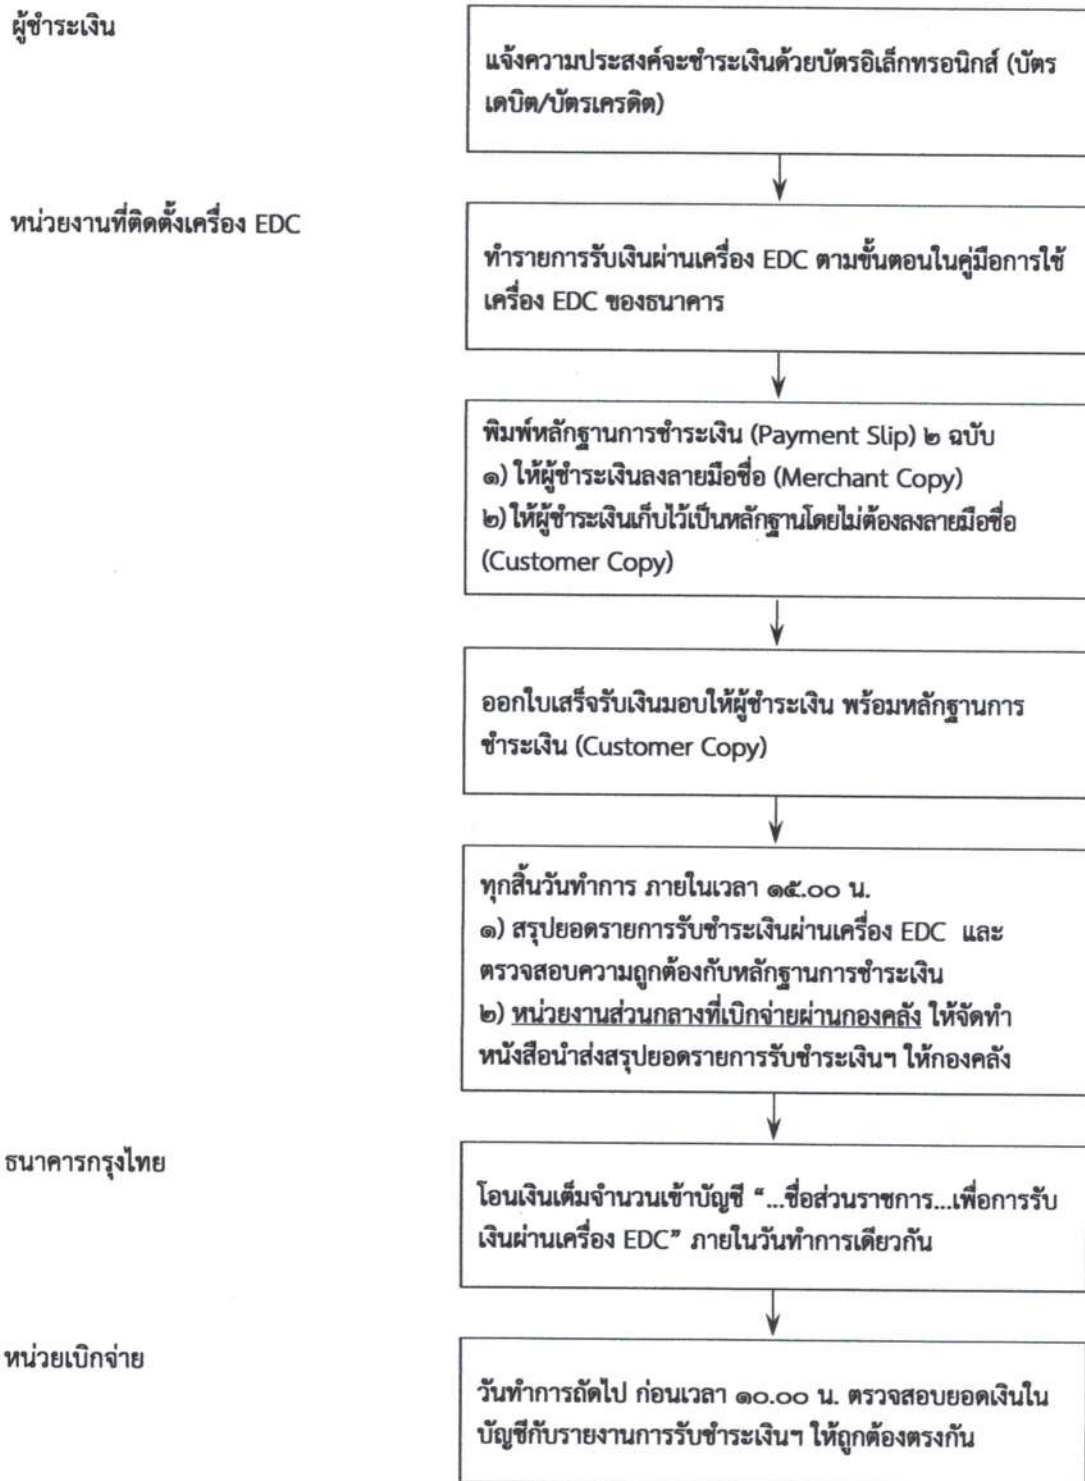 ผู้ชำระเงิน
แจ้งความประสงค์จะชำระเงินด้วยบัตรอิเล็กทรอนิกส์ (บัตร
เดบิต/บัตรเครดิต)
หน่วยงานที่ติดตั้งเครื่อง EDC
ทำรายการรับเงินผ่านเครื่อง EDC ตามขั้นตอนในคู่มือการใช้
เครื่อง EDC ของธนาคาร
พิมพ์หลักฐานการชำระเงิน (Payment Slip) ๒ ฉบับ
๑) ให้ผู้ชำระเงินลงลายมือชื่อ (Merchant Copy)
๒) ให้ผู้ชำระเงินเก็บไว้เป็นหลักฐานโดยไม่ต้องลงลายมือชื่อ
(Customer Copy)
ออกใบเสร็จรับเงินมอบให้ผู้ชำระเงิน พร้อมหลักฐานการ
ชำระเงิน (Customer Copy)
ทุกสิ้นวันทำการ ภายในเวลา ๑๕.๐๐ น.
๑) สรุปยอดรายการรับชำระเงินผ่านเครื่อง EDC และ
ตรวจสอบความถูกต้องกับหลักฐานการชำระเงิน
๒) หน่วยงานส่วนกลางที่เบิกจ่ายผ่านกองคลัง ให้จัดทำ
หนังสือนำส่งสรุปยอดรายการรับชำระเงินฯ ให้กองคลัง
ธนาคารกรุงไทย
โอนเงินเต็มจำนวนเข้าบัญชี “...ชื่อส่วนราชการ...เพื่อการรับ
เงินผ่านเครื่อง EDC” ภายในวันทำการเดียวกัน
หน่วยเบิกจ่าย
วันทำการถัดไป ก่อนเวลา ๑๐.๐๐ น. ตรวจสอบยอดเงินใน
บัญชีกับรายงานการรับชำระเงินฯ ให้ถูกต้องตรงกัน